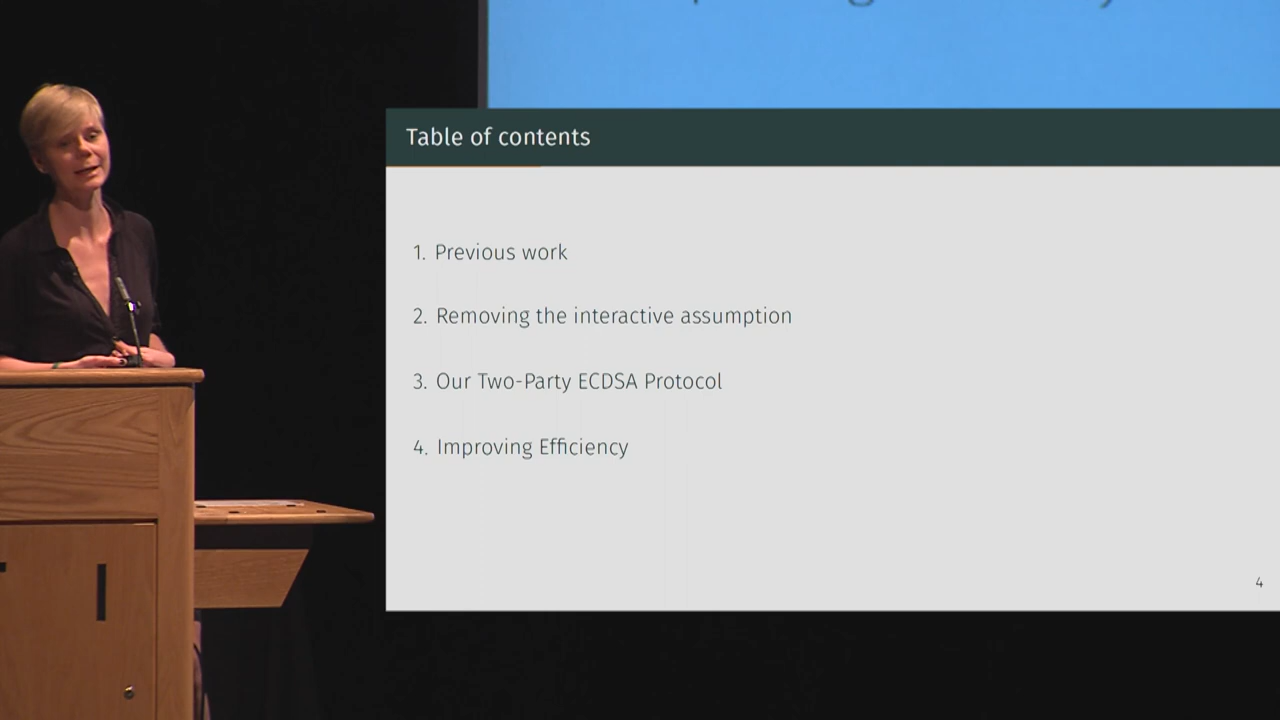 Table of contents
1. Previous work
2. Removing the interactive assumption
3. Our Two-Party ECDSA Protocol
4. Improving Efficiency
4